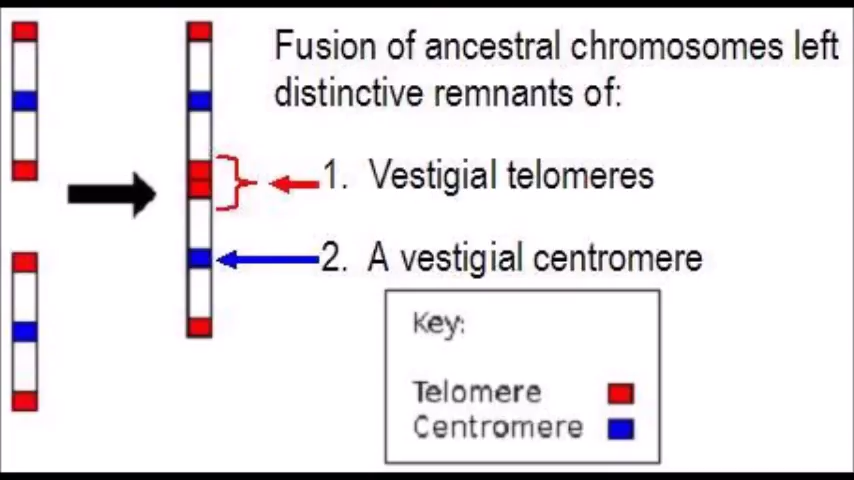 Fusion of ancestral chromosomes left
distinctive remnants of:
1. Vestigial telomeres
2. A vestigial centromere
Key:
Telomere
Centromere